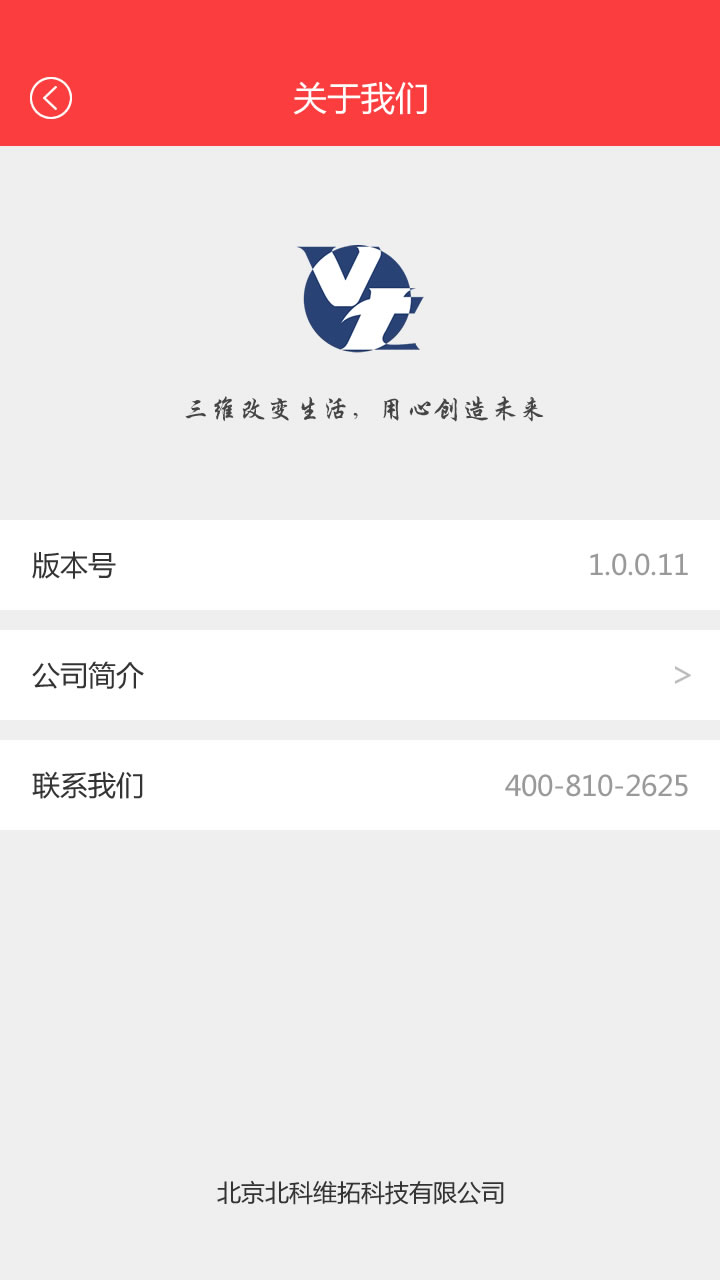 关于我们
Vt
三维改变生活，用心创造未来
版本号 1.0.0.11
公司简介 >
联系我们 400-810-2625
北京北科维拓科技有限公司